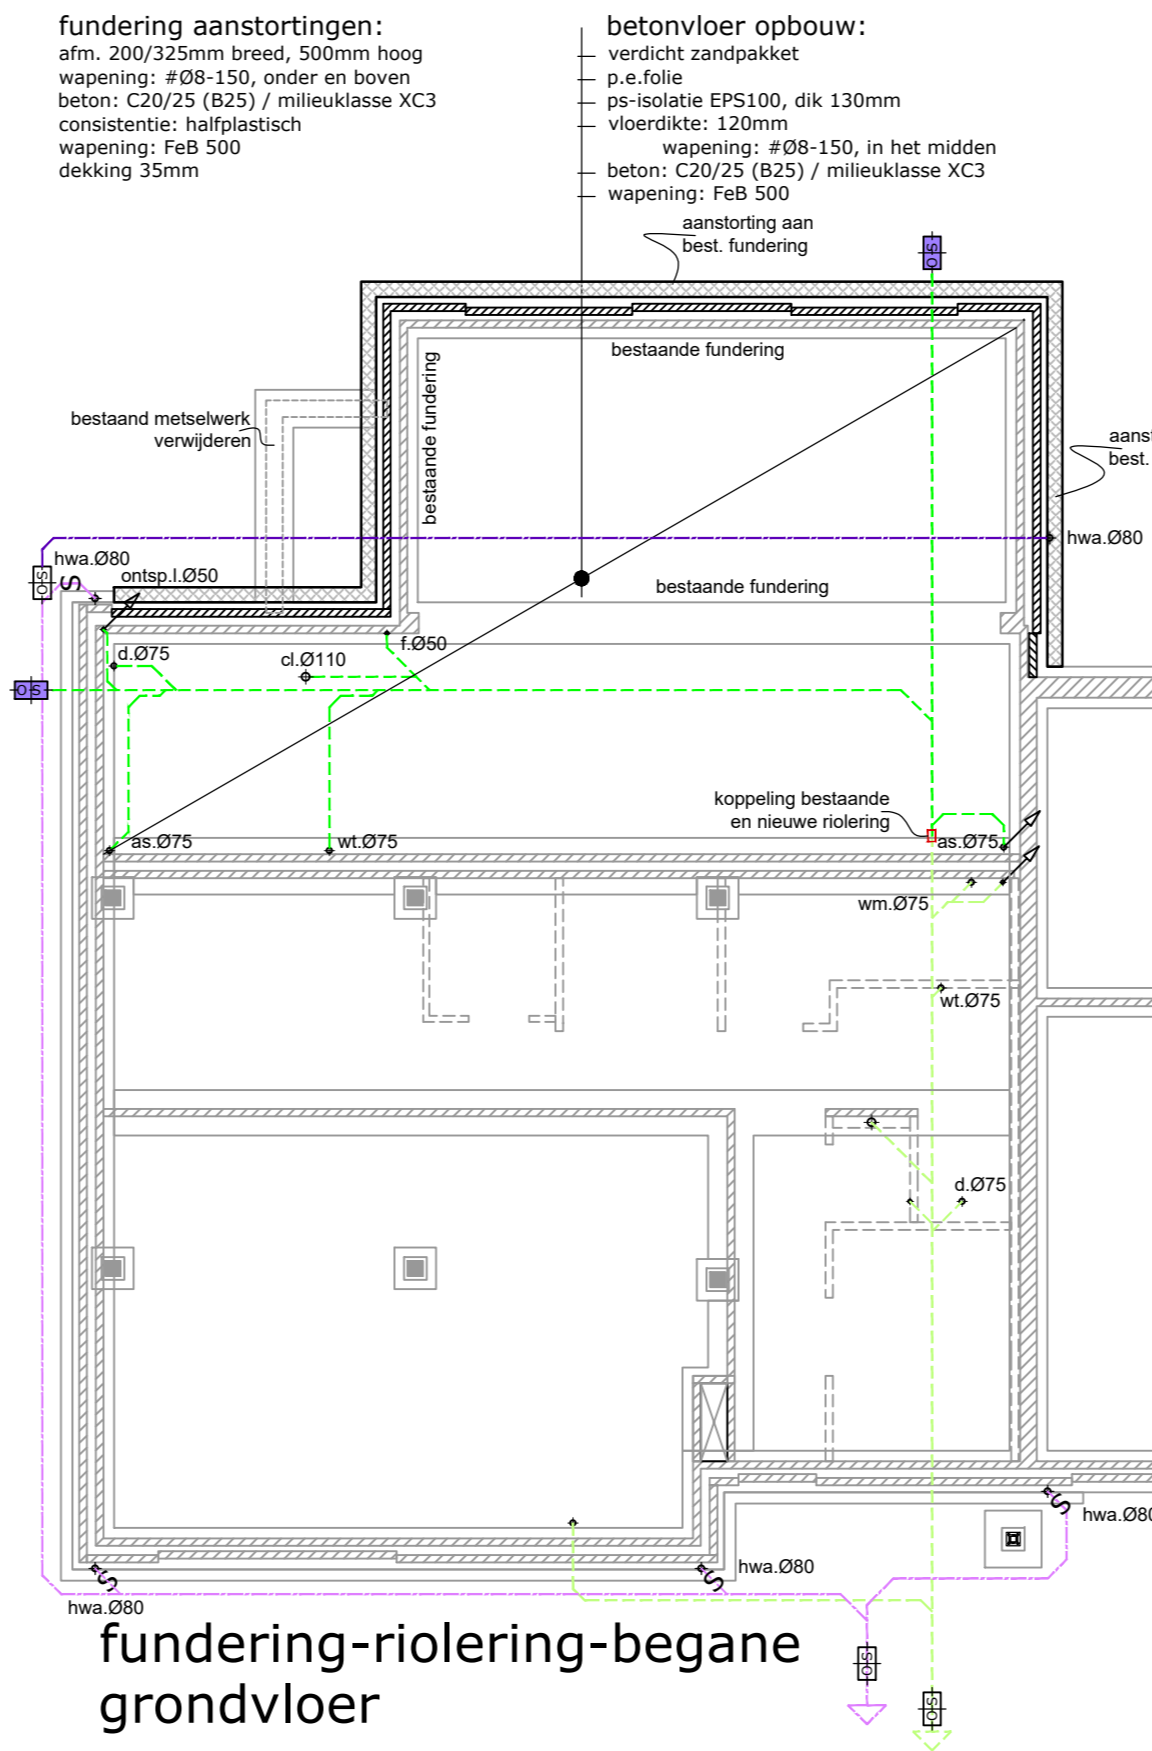 fundering aanstortingen:
afm. 200/325mm breed, 500mm hoog
wapening: #Ø8-150, onder en boven
beton: C20/25 (B25) / milieuklasse XC3
consistentie: halfplastisch
wapening: FeB 500
dekking 35mm
betonvloer opbouw:
verdicht zandpakket
p.e.folie
ps-isolatie EPS100, dik 130mm
vloerdikte: 120mm
wapening: #Ø8-150, in het midden
beton: C20/25 (B25) / milieuklasse XC3
wapening: FeB 500
aanstorting aan
best. fundering
os
bestaande fundering
bestaande fundering
bestaand metselwerk
verwijderen
aanst
best.
hwa.Ø80
hwa.Ø80
os
ontsp.l.Ø50
bestaande fundering
f.Ø50
d.Ø75
cl.Ø110
os
koppeling bestaande
en nieuwe riolering
as.Ø75
wt.Ø75
as.Ø75
wm.Ø75
wt.Ø75
d.Ø75
hwa.Ø80
hwa.Ø80
hwa.Ø80
fundering-riolering-begane
grondvloer
os
os